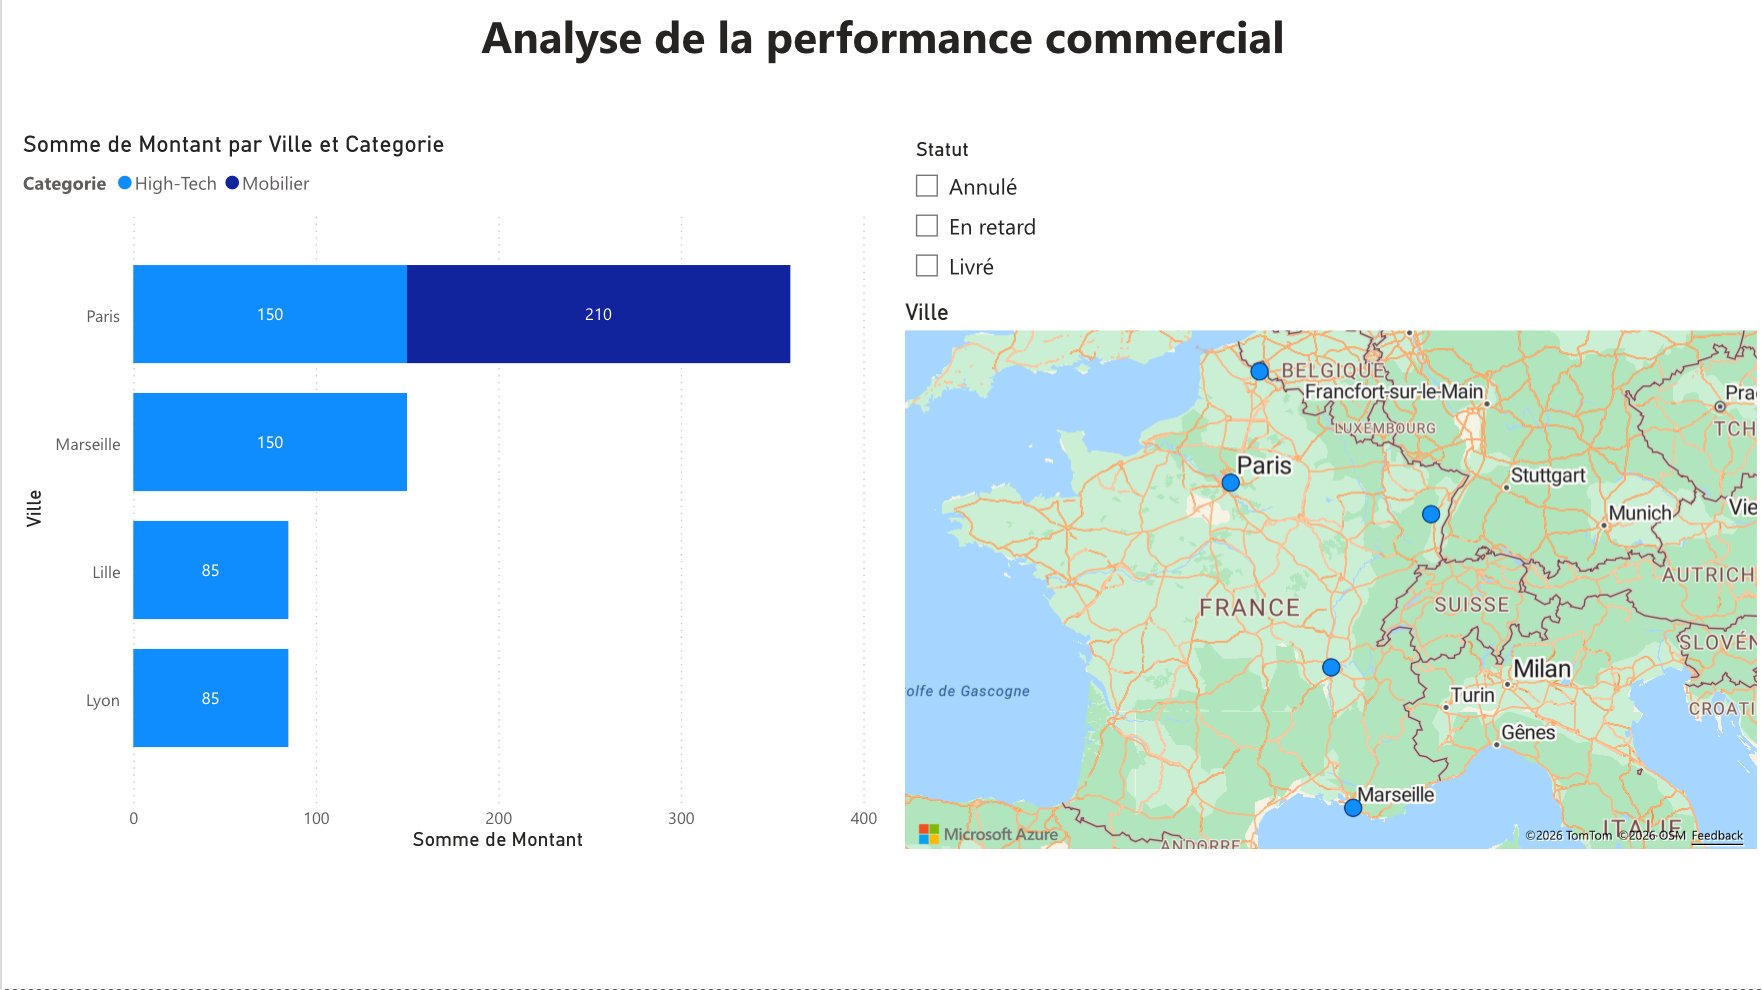 Analyse de la performance commercial
Somme de Montant par Ville et Categorie
Categorie High-Tech Mobilier
Paris
150
210
Marseille
150
Lille
85
Lyon
85
Ville
0 100 200 300 400
Somme de Montant
Statut
Annulé
En retard
Livré
Ville
BELGIQUE
Francfort-sur-le-Main
LUXEMBOURG
Pra
TCH
Paris
Stuttgart
Munich
Vie
AUTRICH
FRANCE
SUISSE
SLOVÉN
Milan
olfe de Gascogne
Turin
CROATI
Gênes
Marseille
ITALIE
Microsoft Azure
©2026 TomTom ©2026 OSM Feedback
ANDORRE